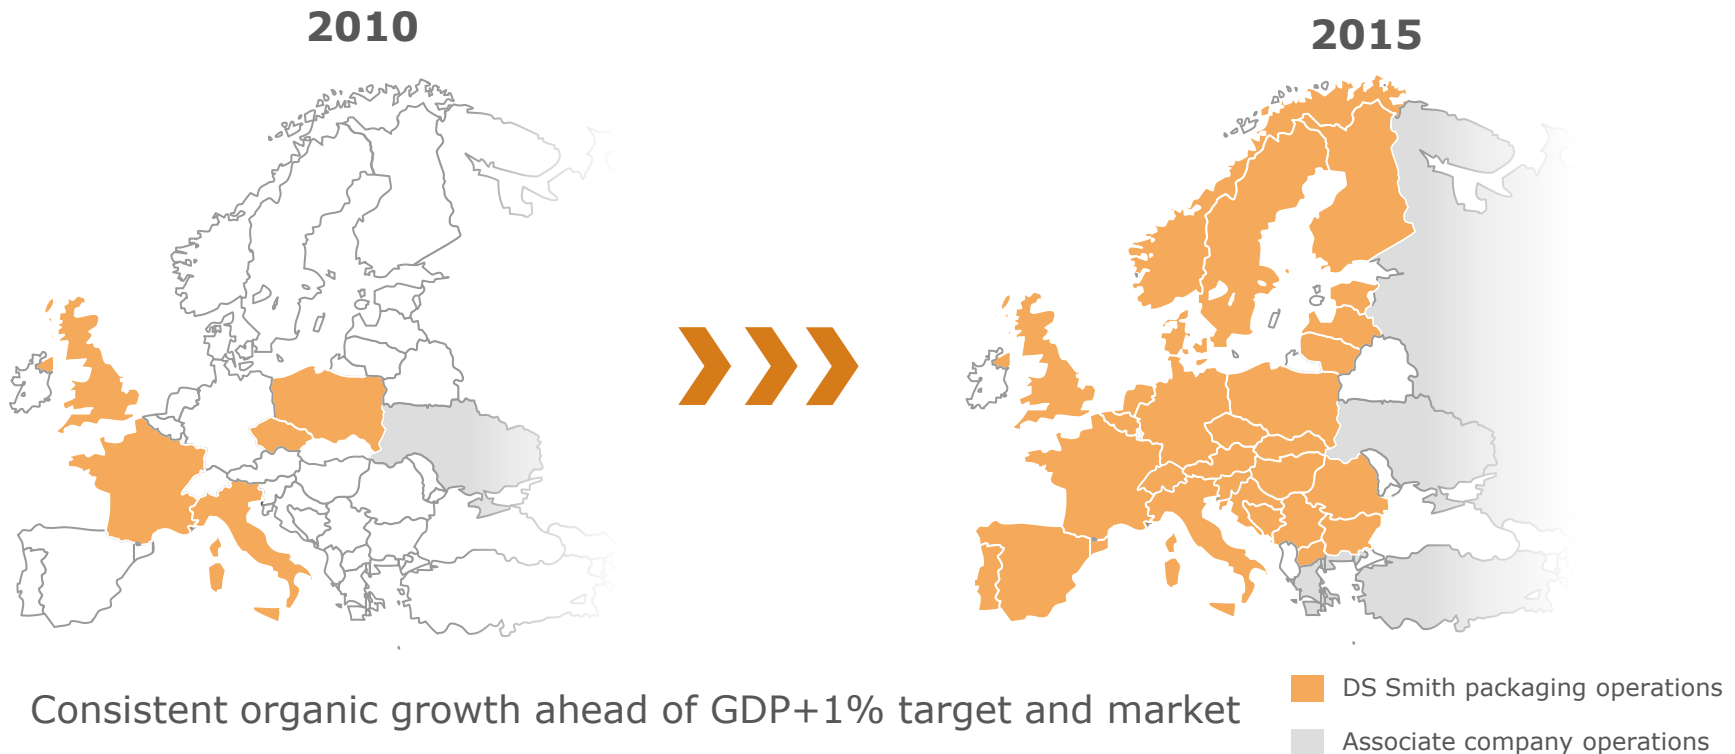 2010
2015
Consistent organic growth ahead of GDP+1% target and market
DS Smith packaging operations
Associate company operations